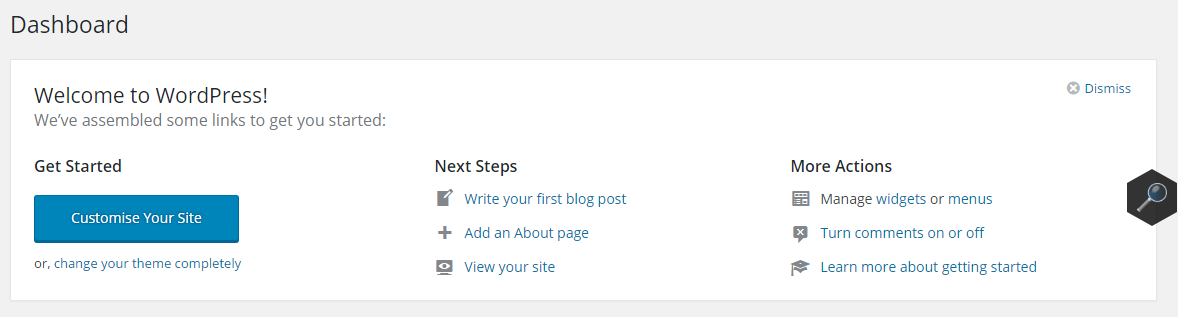 Dashboard
Welcome to WordPress!
Dismiss
We’ve assembled some links to get you started:
Get Started
Customise Your Site
or, change your theme completely
Next Steps
Write your first blog post
Add an About page
View your site
More Actions
Manage widgets or menus
Turn comments on or off
Learn more about getting started